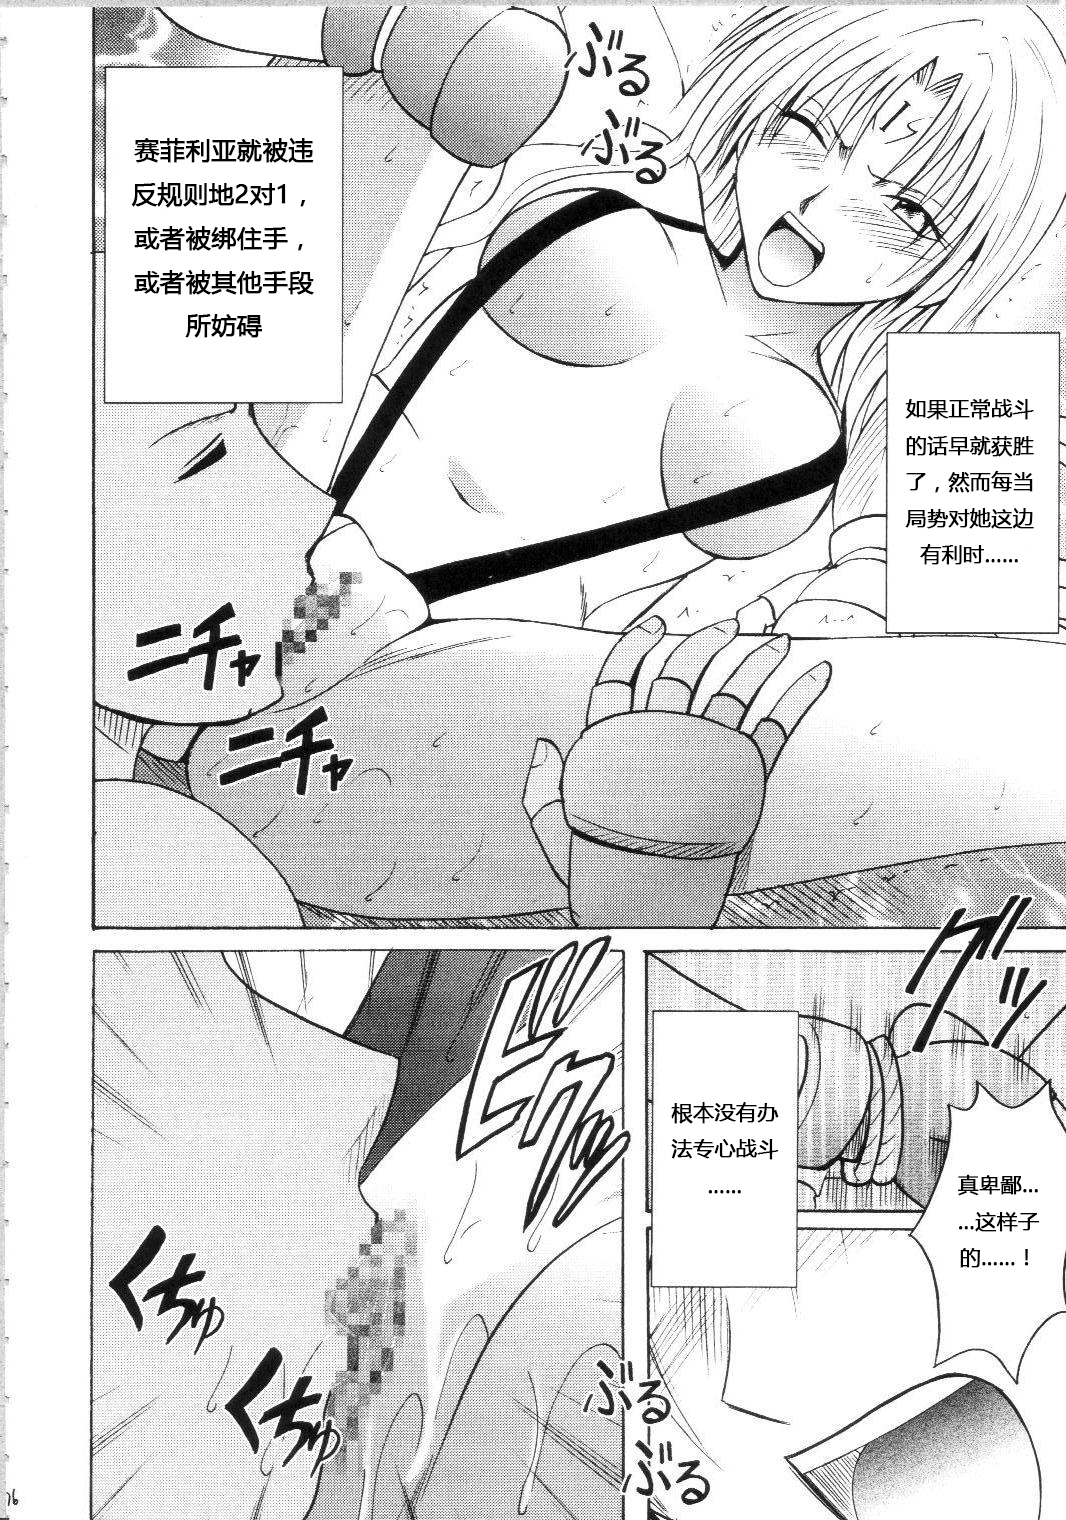 如果正常战斗
的话早就获胜
了，然而每当
局势对她这边
有利时……
赛菲利亚就被违
反规则地2对1，
或者被绑住手，
或者被其他手段
所妨碍
ぶる
ぶる
I
ニチャ
ニチャ
グッ
根本没有办
法专心战斗
……
真卑鄙…
…这样子
的……！
ビクッ
くちゅ
くちゅ
ぶる
ぶる